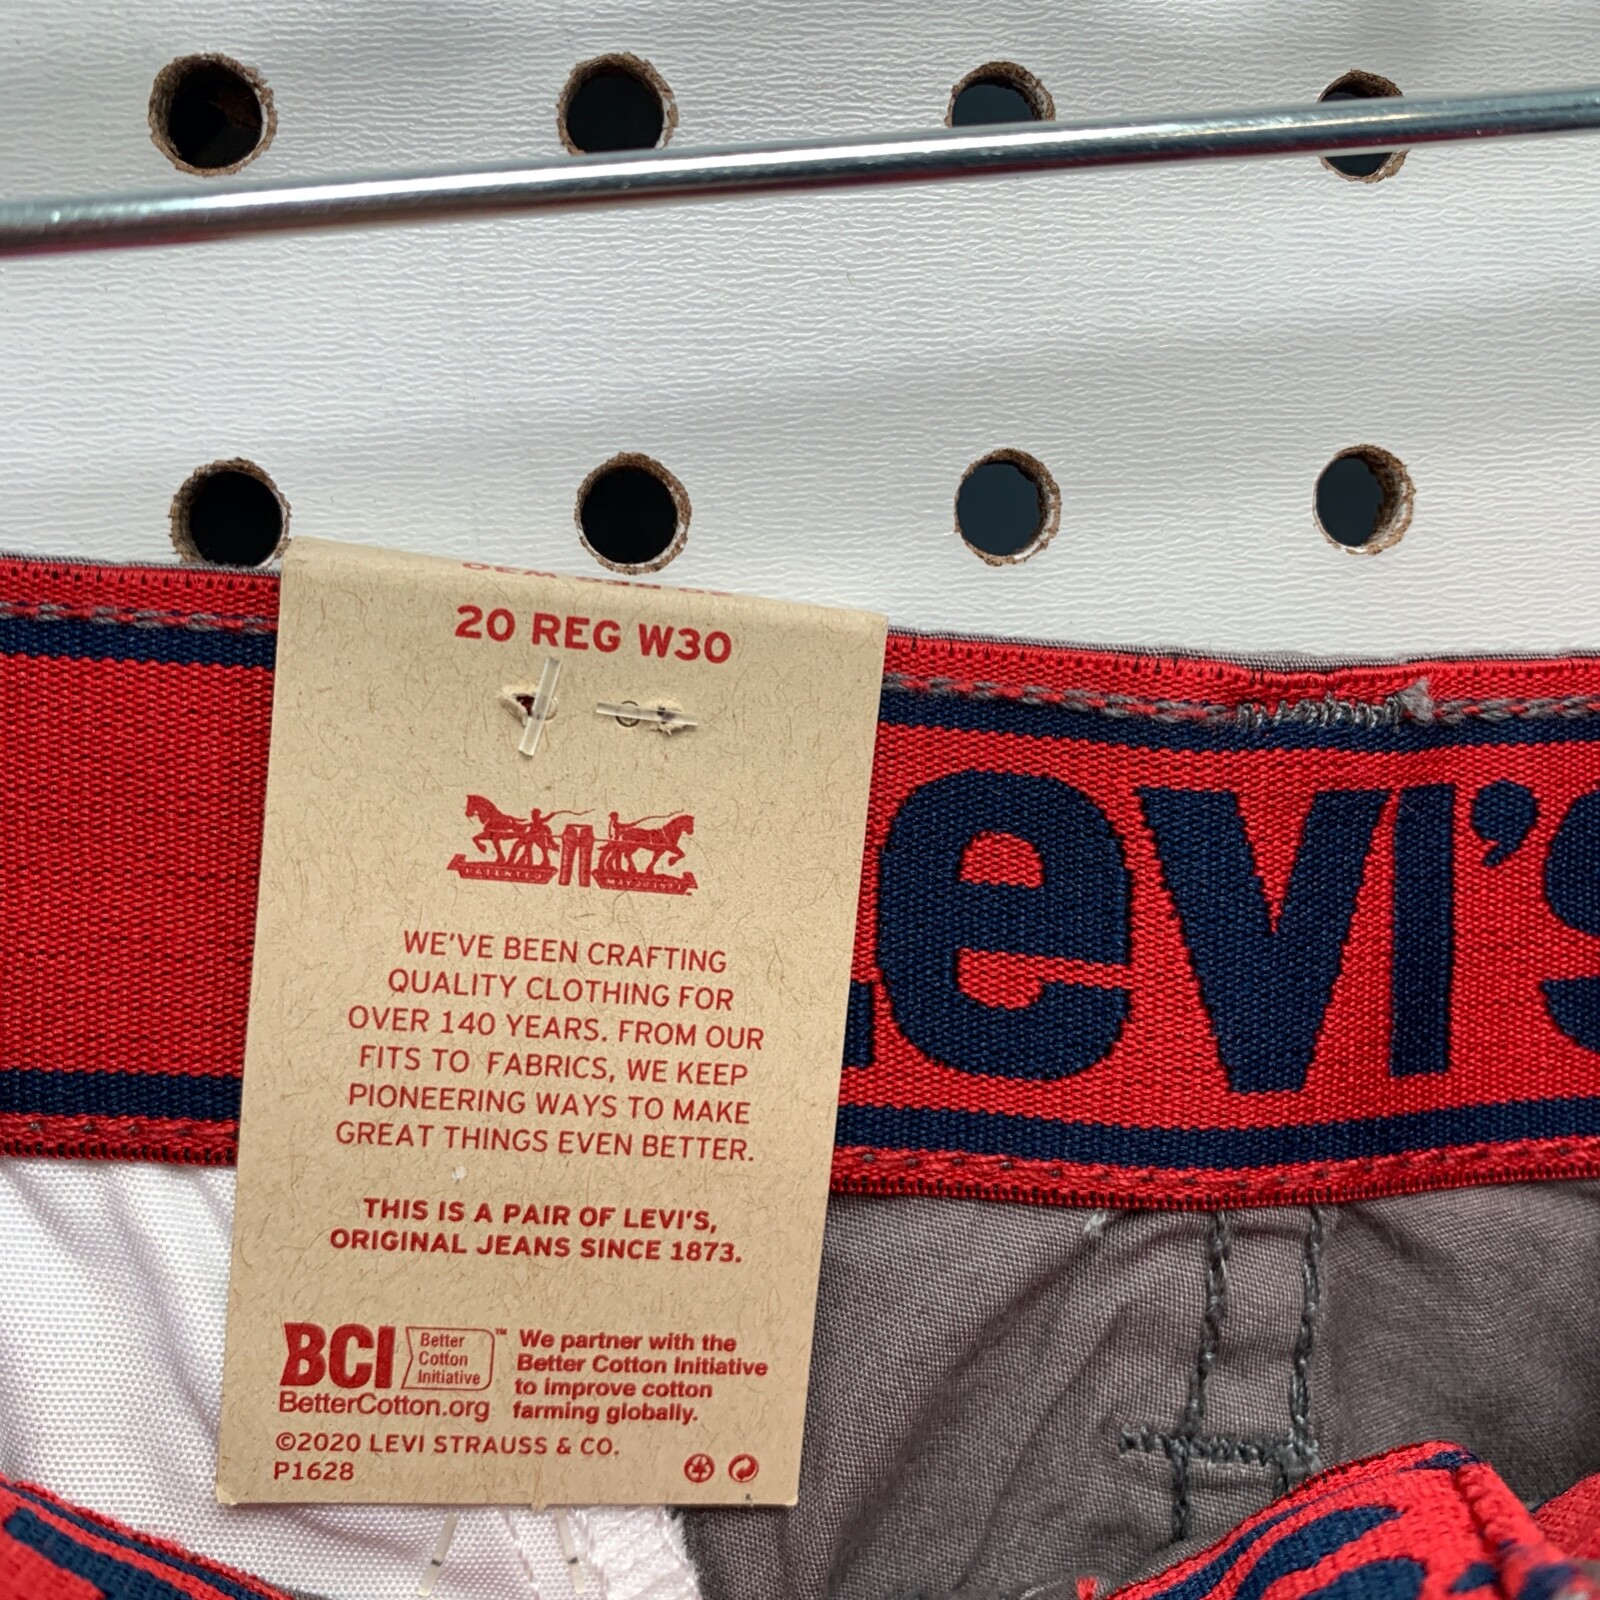 20 REG W30
WE'VE BEEN CRAFTING
QUALITY CLOTHING FOR
OVER 140 YEARS. FROM OUR
FITS TO FABRICS, WE KEEP
PIONEERING WAYS TO MAKE
GREAT THINGS EVEN BETTER.
THIS IS A PAIR OF LEVI'S,
ORIGINAL JEANS SINCE 1873.
BCI Better
Cotton
Initiative ™
BetterCotton.org
We partner with the
Better Cotton Initiative
to improve cotton
farming globally.
©2020 LEVI STRAUSS & CO.
P1628
Levi's